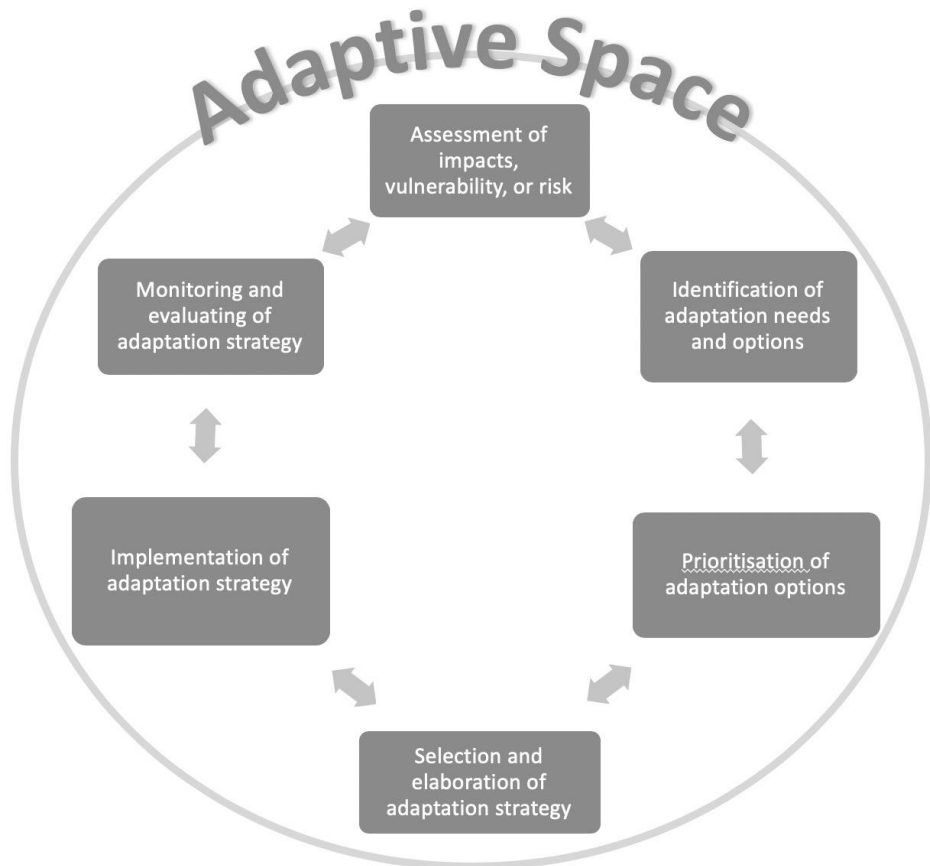 Adaptive Space
Assessment of
impacts,
vulnerability, or risk
Identification of
adaptation needs
and options
Prioritisation of
adaptation options
Selection and
elaboration of
adaptation strategy
Implementation of
adaptation strategy
Monitoring and
evaluating of
adaptation strategy